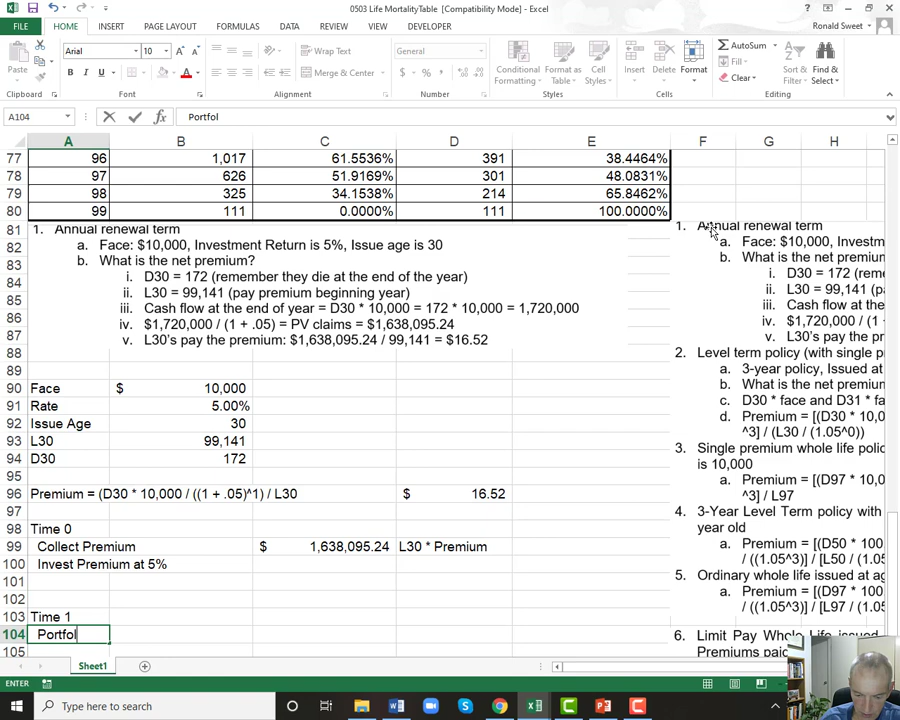 0503 Life MortalityTable [Compatibility Mode] - Excel
FILE HOME INSERT PAGE LAYOUT FORMULAS DATA REVIEW VIEW DEVELOPER Ronald Sweet
Arial 10 Wrap Text General AutoSum
Paste B I U Merge & Center $ % Conditional Formatting Format as Table Cell Styles Insert Delete Format Fill Clear Sort & Filter Find & Select
Clipboard Font Alignment Number Styles Cells Editing
A104 Portfol
A B C D E F G H
77 96 1,017 61.5536% 391 38.4464%
78 97 626 51.9169% 301 48.0831%
79 98 325 34.1538% 214 65.8462%
80 99 111 0.0000% 111 100.0000%
81 1. Annual renewal term
82 a. Face: $10,000, Investment Return is 5%, Issue age is 30
83 b. What is the net premium?
84 i. D30 = 172 (remember they die at the end of the year)
85 ii. L30 = 99,141 (pay premium beginning year)
86 iii. Cash flow at the end of year = D30 * 10,000 = 172 * 10,000 = 1,720,000
87 iv. $1,720,000 / (1 + .05) = PV claims = $1,638,095.24
88 v. L30's pay the premium: $1,638,095.24 / 99,141 = $16.52
89
90 Face $ 10,000
91 Rate 5.00%
92 Issue Age 30
93 L30 99,141
94 D30 172
95
96 Premium = (D30 * 10,000 / ((1 + .05)^1) / L30 $ 16.52
97
98 Time 0
99 Collect Premium $ 1,638,095.24 L30 * Premium
100 Invest Premium at 5%
101
102
103 Time 1
104 Portfol
105
1. Annual renewal term
a. Face: $10,000, Investm
b. What is the net premium
i. D30 = 172 (reme
ii. L30 = 99,141 (pa
iii. Cash flow at the
iv. $1,720,000 / (1
v. L30's pay the pr
2. Level term policy (with single p
a. 3-year policy, Issued at
b. What is the net premium
c. D30 * face and D31 * fa
d. Premium = [(D30 * 10,0
^3] / (L30 / (1.05^0))
3. Single premium whole life polic
is 10,000
a. Premium = [(D97 * 10,0
^3] / L97
4. 3-Year Level Term policy with
year old
a. Premium = [(D50 * 100
/ ((1.05^3)] / [L50 / (1.0
5. Ordinary whole life issued at ag
a. Premium = [(D97 * 100
/ ((1.05^3)] / [L97 / (1.05
6. Limit Pay Whole Life issued
Premiums paid
Sheet1
ENTER
Type here to search